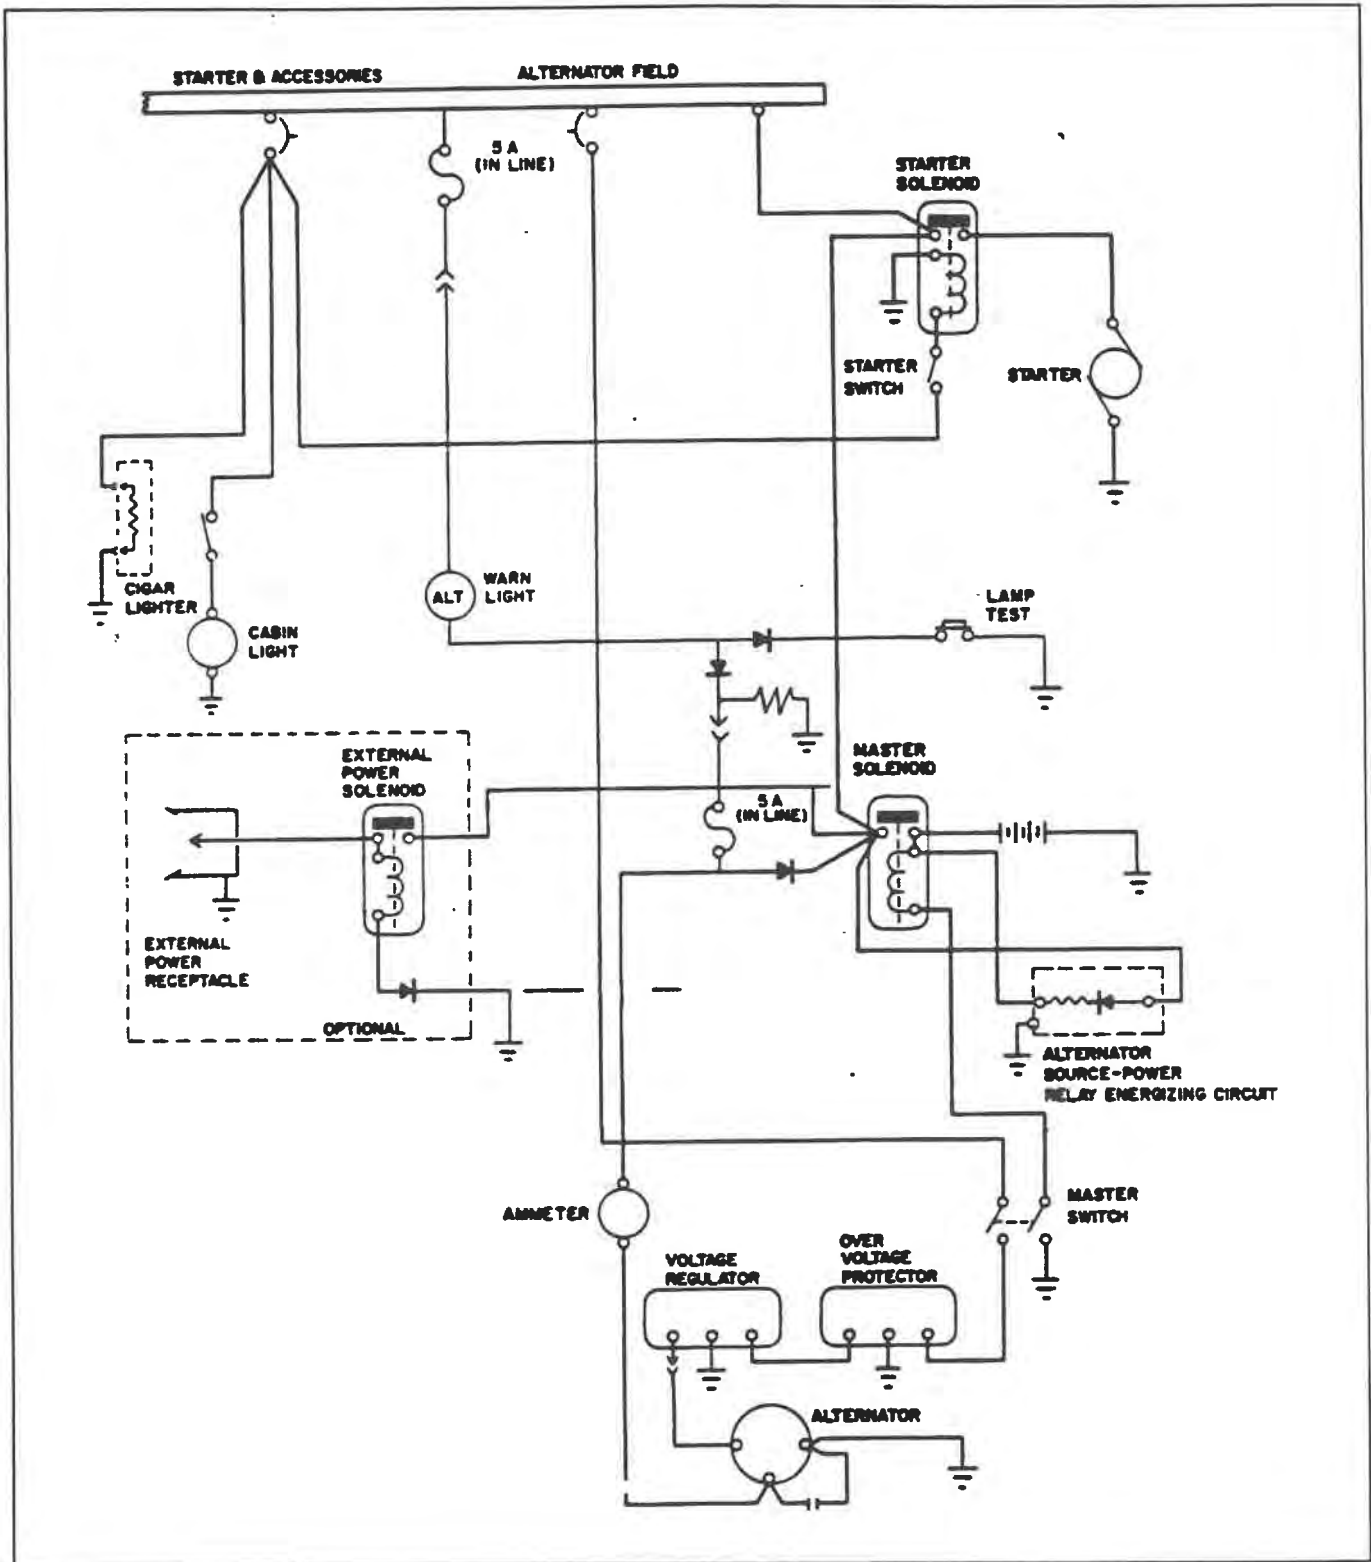 STARTER & ACCESSORIES
ALTERNATOR FIELD
5 A
(IN LINE)
STARTER
SOLENOID
STARTER
SWITCH
STARTER
CIGAR
LIGHTER
CABIN
LIGHT
ALT
WARN
LIGHT
LAMP
TEST
EXTERNAL
POWER
SOLENOID
MASTER
SOLENOID
5 A
(IN LINE)
EXTERNAL
POWER
RECEPTACLE
OPTIONAL
ALTERNATOR
SOURCE-POWER
RELAY ENERGIZING CIRCUIT
AMMETER
MASTER
SWITCH
VOLTAGE
REGULATOR
OVER
VOLTAGE
PROTECTOR
ALTERNATOR